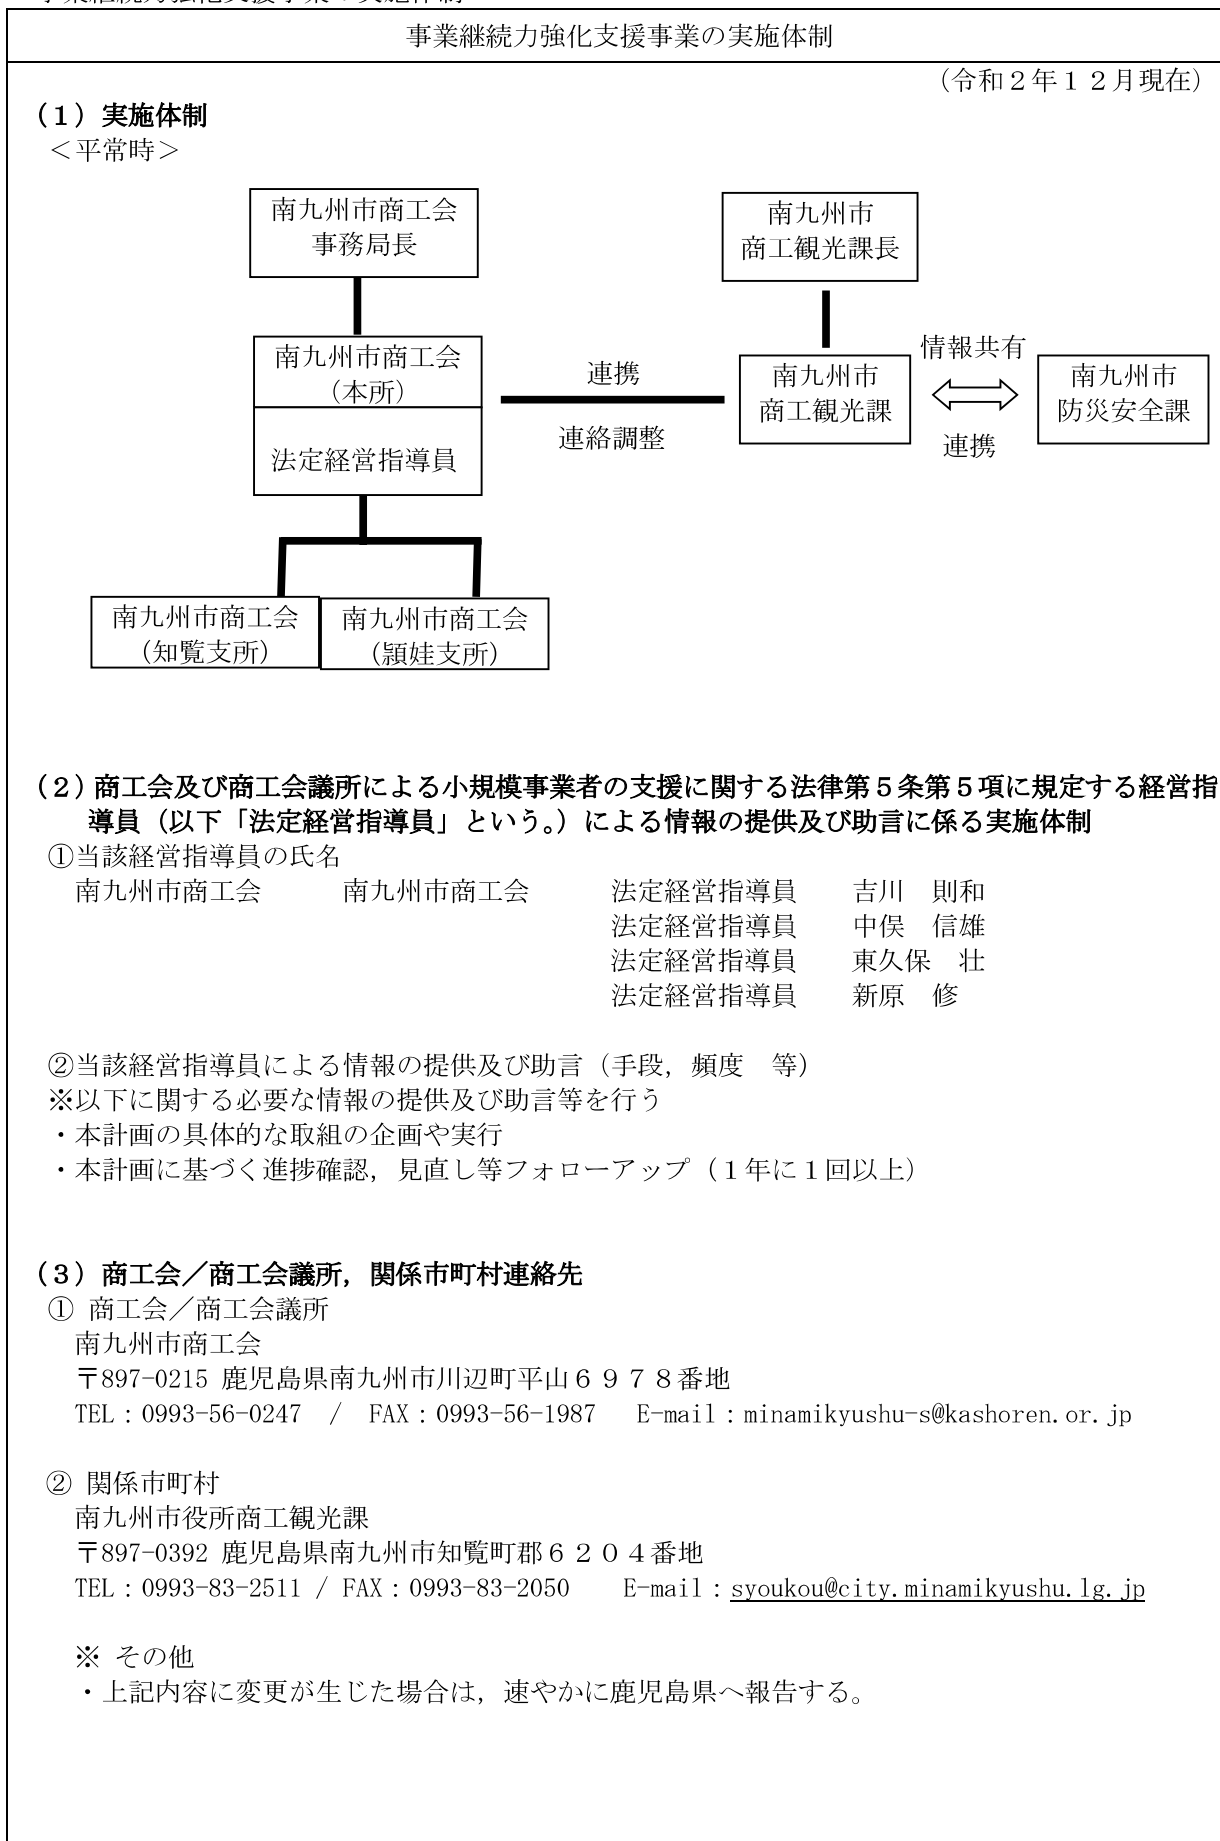 事業継続力強化支援事業の実施体制
（令和２年１２月現在）
（１）実施体制
＜平常時＞
南九州市商工会
事務局長
南九州市
商工観光課長
南九州市商工会
（本所）
法定経営指導員
連携
連絡調整
南九州市
商工観光課
情報共有
連携
南九州市
防災安全課
南九州市商工会
（知覧支所）
南九州市商工会
（頴娃支所）
（２）商工会及び商工会議所による小規模事業者の支援に関する法律第５条第５項に規定する経営指
導員（以下「法定経営指導員」という。）による情報の提供及び助言に係る実施体制
①当該経営指導員の氏名
南九州市商工会　　　南九州市商工会　　　法定経営指導員　　吉川　則和
法定経営指導員　　中俣　信雄
法定経営指導員　　東久保　壮
法定経営指導員　　新原　修
②当該経営指導員による情報の提供及び助言（手段，頻度　等）
※以下に関する必要な情報の提供及び助言等を行う
・本計画の具体的な取組の企画や実行
・本計画に基づく進捗確認，見直し等フォローアップ（１年に１回以上）
（３）商工会／商工会議所，関係市町村連絡先
① 商工会／商工会議所
南九州市商工会
〒897-0215 鹿児島県南九州市川辺町平山６９７８番地
TEL：0993-56-0247　/　FAX：0993-56-1987　 E-mail：minamikyushu-s@kashoren.or.jp
② 関係市町村
南九州市役所商工観光課
〒897-0392 鹿児島県南九州市知覧町郡６２０４番地
TEL：0993-83-2511 / FAX：0993-83-2050　　E-mail：syoukou@city.minamikyushu.lg.jp
※ その他
・上記内容に変更が生じた場合は，速やかに鹿児島県へ報告する。